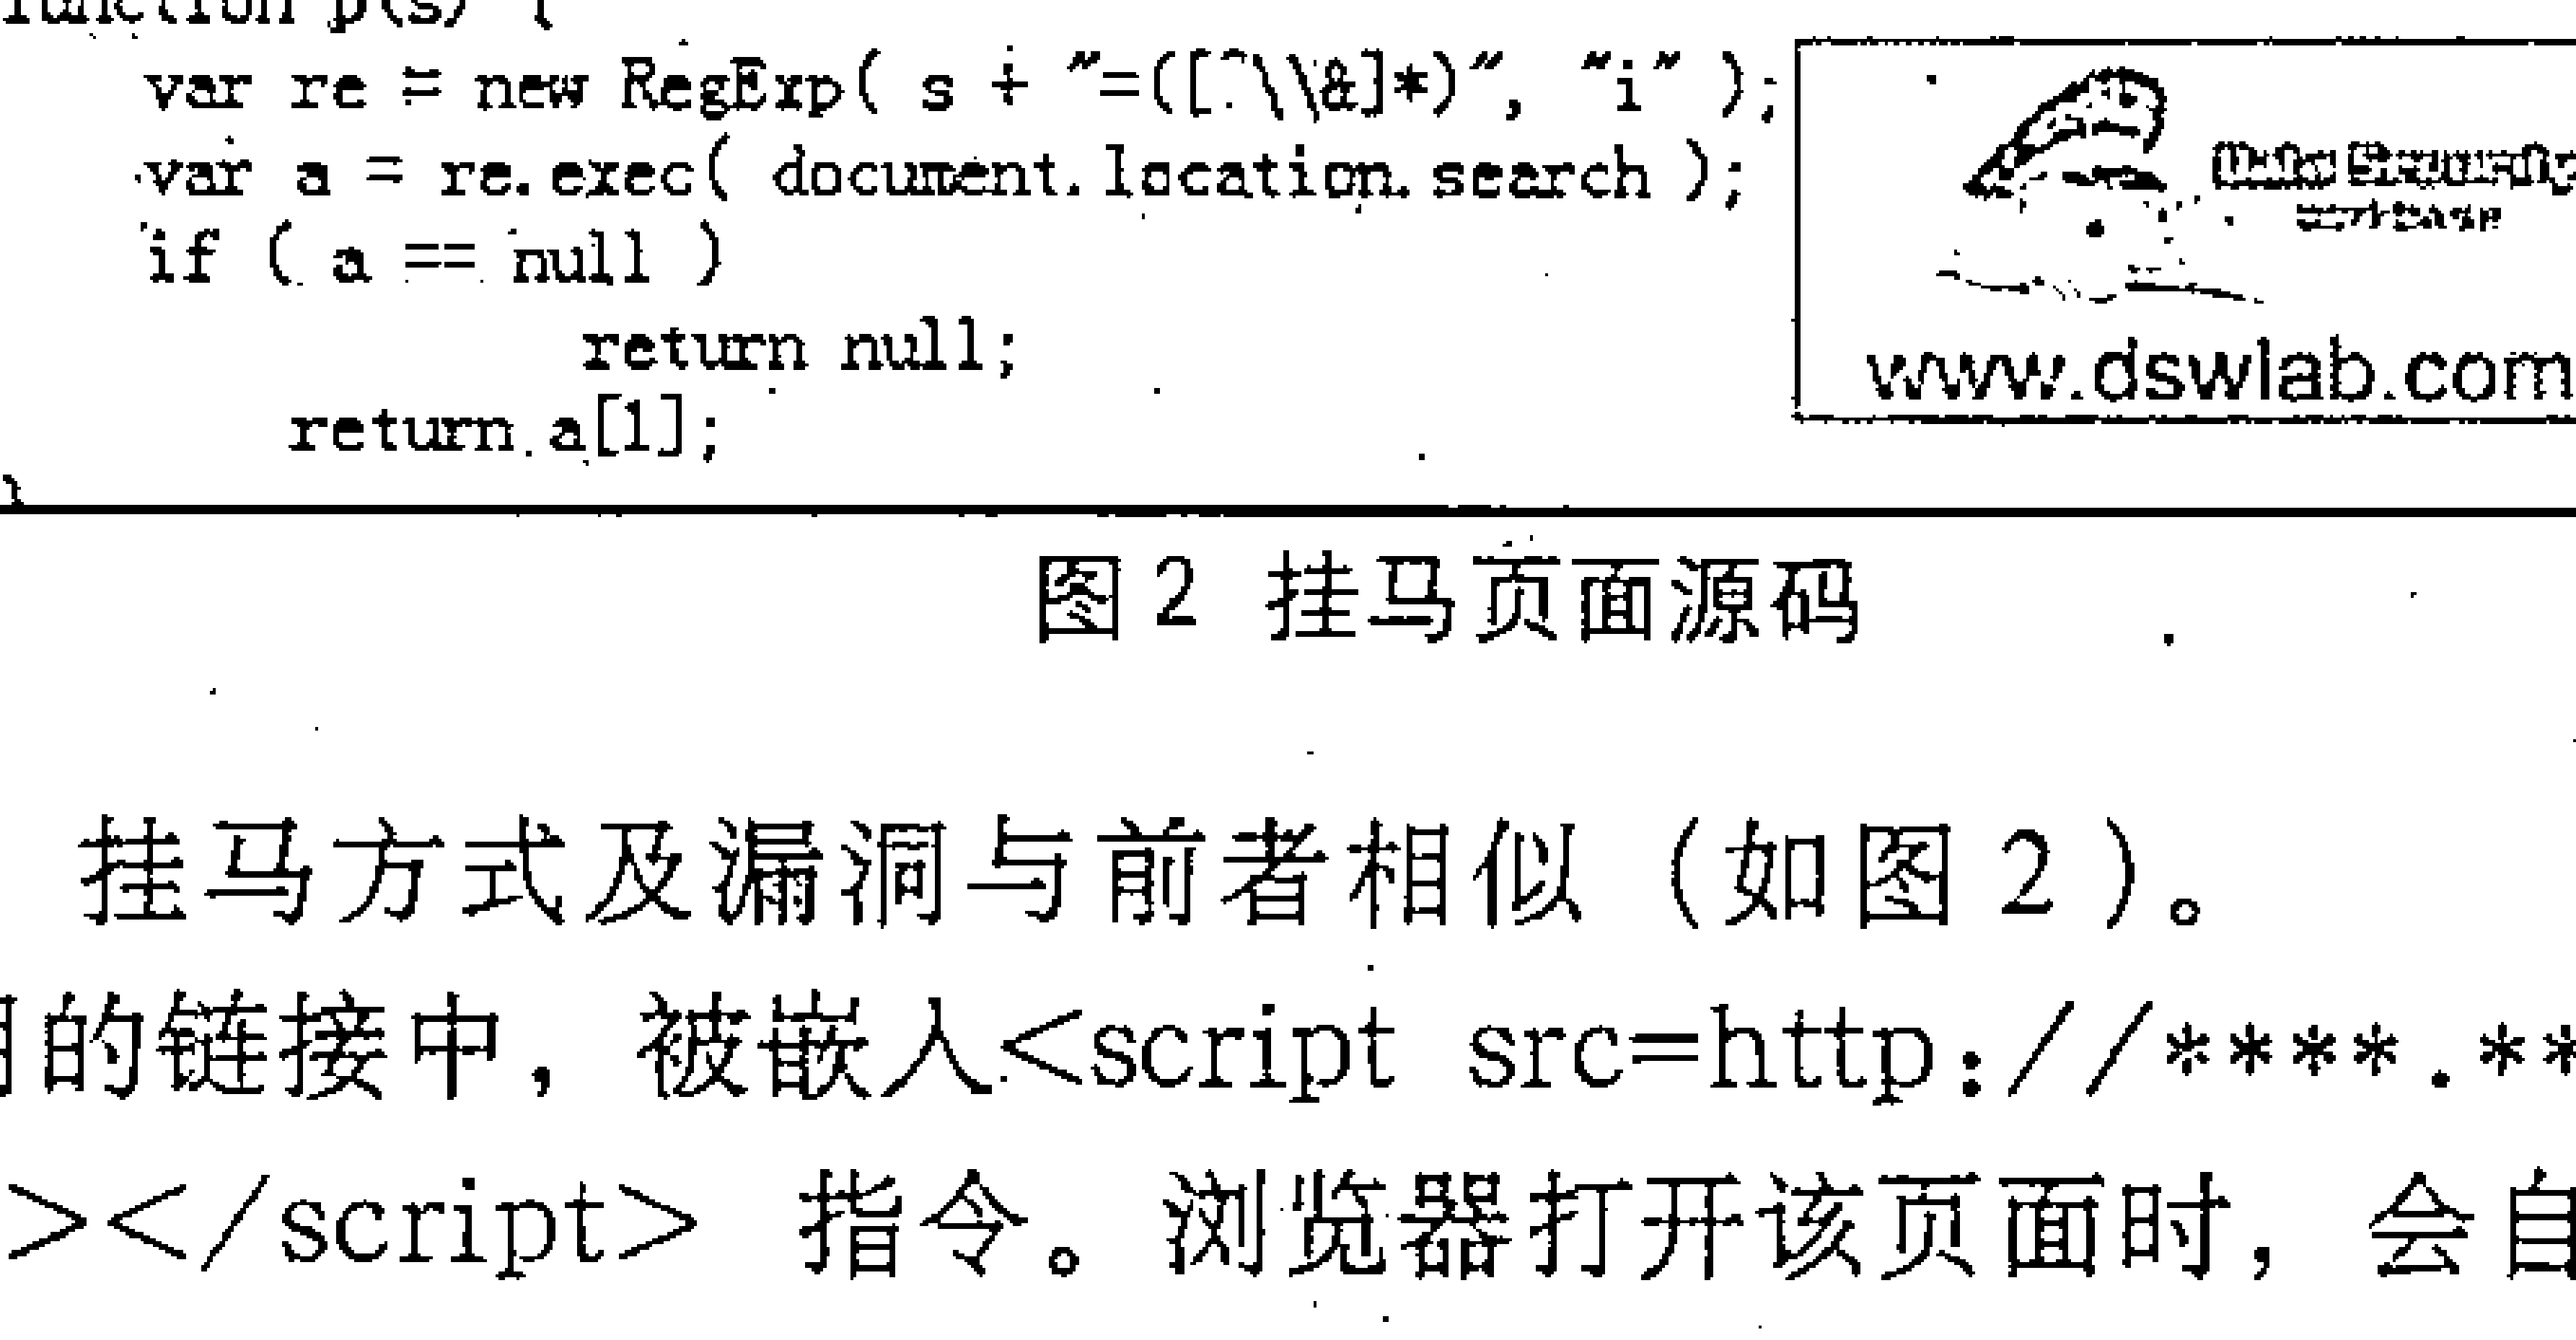 function p(s) {
var re = new RegExp( s + "=([^\\&]*)", "i" );
var a = re.exec( document.location.search );
if ( a == null )
return null;
return a[1];
}
www.dswlab.com
图 2 挂马页面源码
挂马方式及漏洞与前者相似（如图 2）。
的链接中，被嵌入<script src=http://****.**
></script> 指令。浏览器打开该页面时，会自